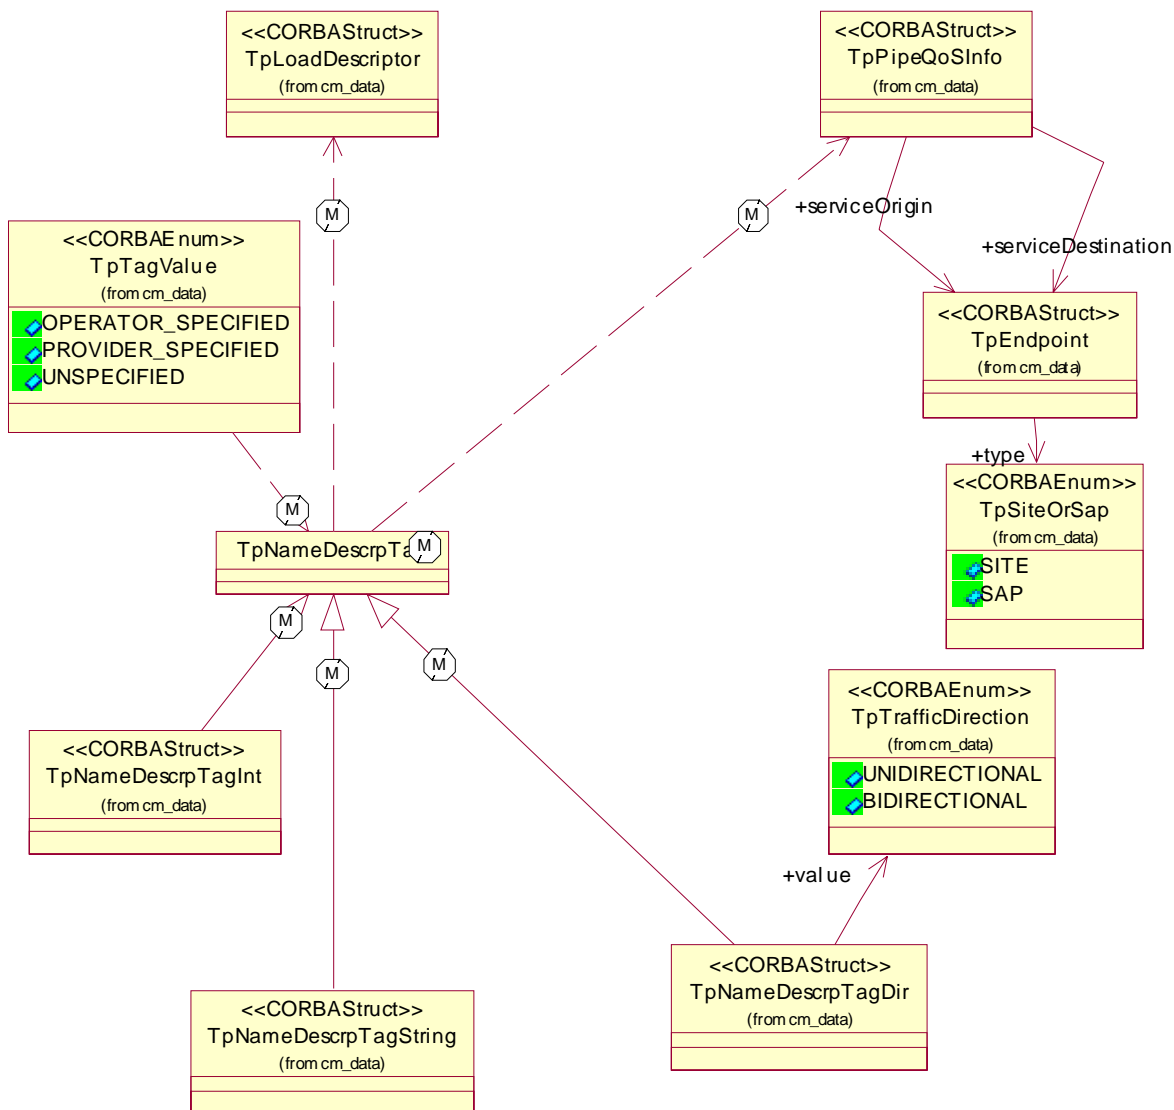 <<CORBAStruct>>
TpLoadDescriptor
(from cm_data)
<<CORBAStruct>>
TpPipeQoSInfo
(from cm_data)
M
M
+serviceOrigin
<<CORBAEnum>>
TpTagValue
(from cm_data)
OPERATOR_SPECIFIED
PROVIDER_SPECIFIED
UNSPECIFIED
+serviceDestination
<<CORBAStruct>>
TpEndpoint
(from cm_data)
+type
<<CORBAEnum>>
TpSiteOrSap
(from cm_data)
SITE
SAP
M
TpNameDescrpTa
M
M
M
M
<<CORBAStruct>>
TpNameDescrpTagInt
(from cm_data)
<<CORBAEnum>>
TpTrafficDirection
(from cm_data)
UNIDIRECTIONAL
BIDIRECTIONAL
+value
<<CORBAStruct>>
TpNameDescrpTagDir
(from cm_data)
<<CORBAStruct>>
TpNameDescrpTagString
(from cm_data)